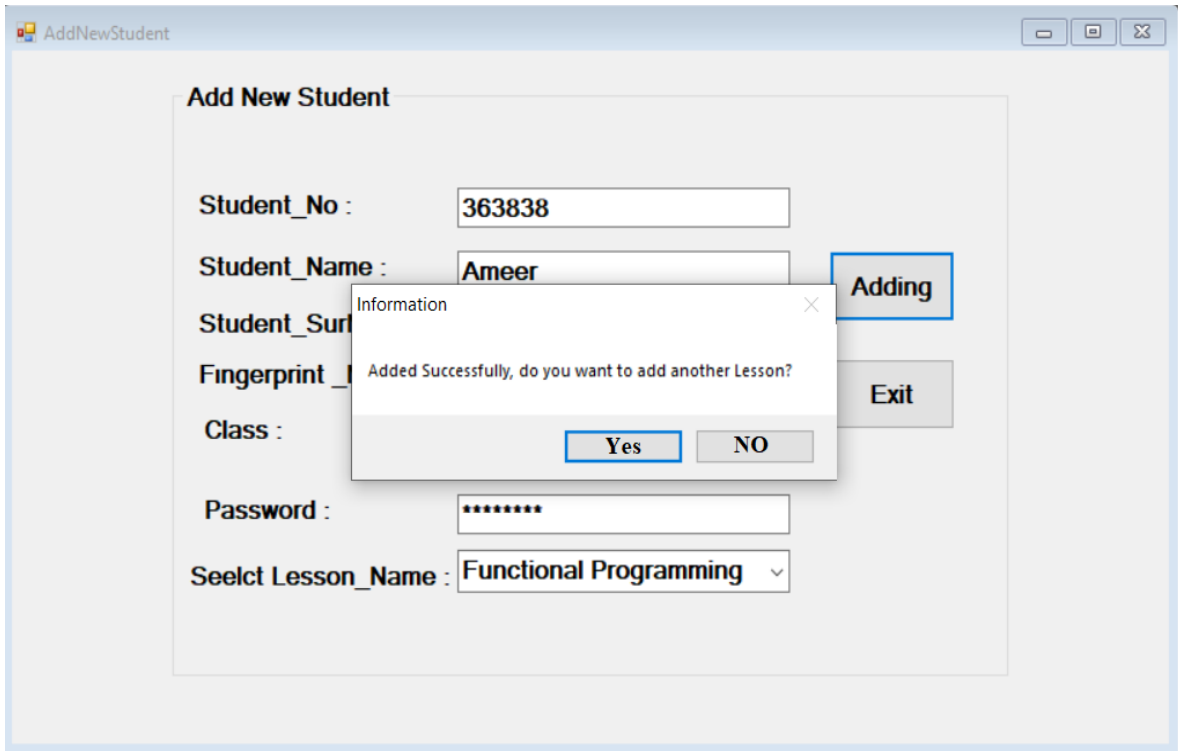 AddNewStudent
Add New Student
Student_No : 363838
Student_Name : Ameer
Adding
Information
Added Successfully, do you want to add another Lesson?
Yes NO
Fingerprint
Exit
Class :
Password : ********
Seelct Lesson_Name : Functional Programming